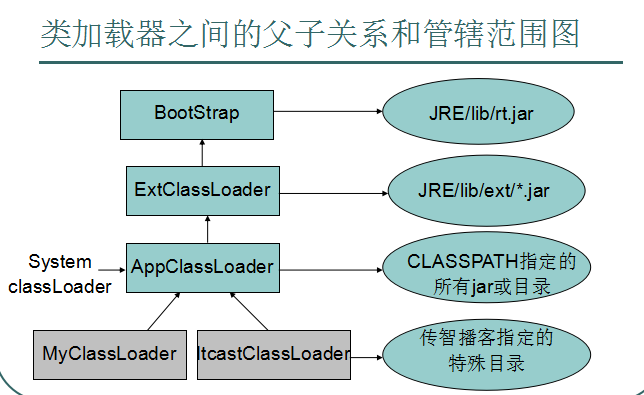 类加载器之间的父子关系和管辖范围图
BootStrap
JRE/lib/rt.jar
ExtClassLoader
JRE/lib/ext/*.jar
System
classLoader
AppClassLoader
CLASSPATH指定的
所有jar或目录
MyClassLoader
ItcastClassLoader
传智播客指定的
特殊目录